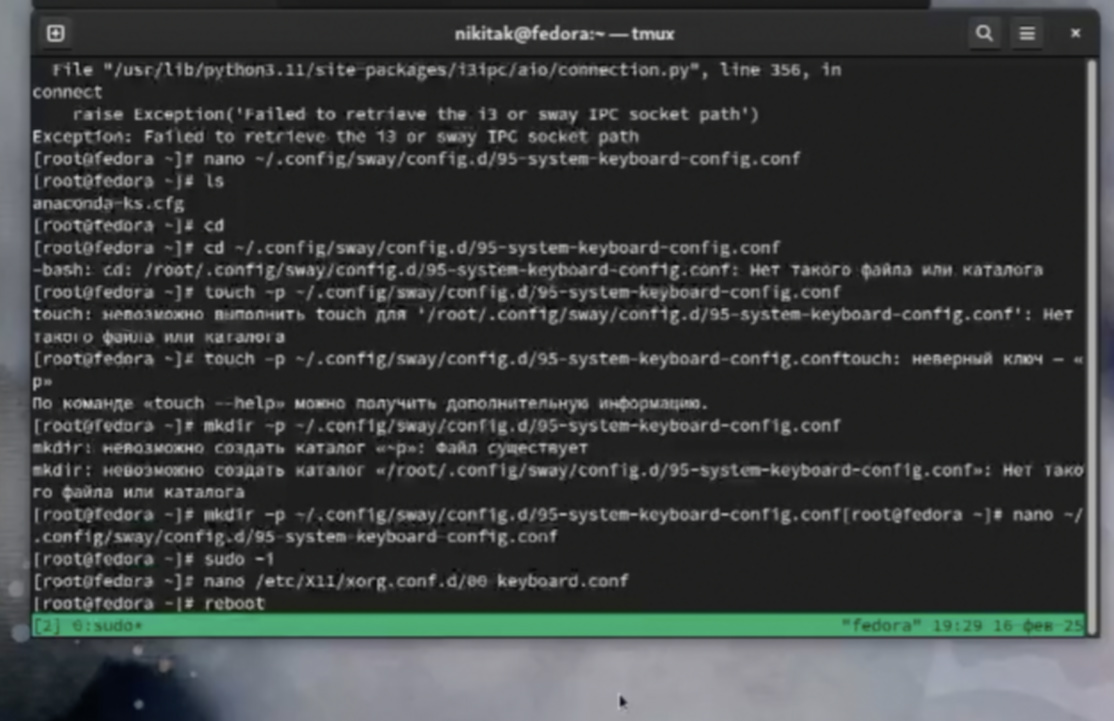 nikitak@fedora:~ — tmux
File "/usr/lib/python3.11/site-packages/i3ipc/aio/connection.py", line 356, in
connect
raise Exception('Failed to retrieve the i3 or sway IPC socket path')
Exception: Failed to retrieve the i3 or sway IPC socket path
[root@fedora ~]# nano ~/.config/sway/config.d/95-system-keyboard-config.conf
[root@fedora ~]# ls
anaconda-ks.cfg
[root@fedora ~]# cd
[root@fedora ~]# cd ~/.config/sway/config.d/95-system-keyboard-config.conf
-bash: cd: /root/.config/sway/config.d/95-system-keyboard-config.conf: Нет такого файла или каталога
[root@fedora ~]# touch ~p ~/.config/sway/config.d/95-system-keyboard-config.conf
touch: невозможно выполнить touch для '/root/.config/sway/config.d/95-system-keyboard-config.conf': Нет
такого файла или каталога
[root@fedora ~]# touch -p ~/.config/sway/config.d/95-system-keyboard-config.conftouch: неверный ключ — «
p»
По команде «touch --help» можно получить дополнительную информацию.
[root@fedora ~]# mkdir ~p ~/.config/sway/config.d/95-system-keyboard-config.conf
mkdir: невозможно создать каталог «~p»: Файл существует
mkdir: невозможно создать каталог «/root/.config/sway/config.d/95-system-keyboard-config.conf»: Нет тако
го файла или каталога
[root@fedora ~]# mkdir -p ~/.config/sway/config.d/95-system-keyboard-config.conf[root@fedora ~]# nano ~/
.config/sway/config.d/95-system-keyboard-config.conf
[root@fedora ~]# sudo -i
[root@fedora ~]# nano /etc/X11/xorg.conf.d/00-keyboard.conf
[root@fedora ~]# reboot
[2] 0:sudo* "fedora" 19:29 16-фев-25